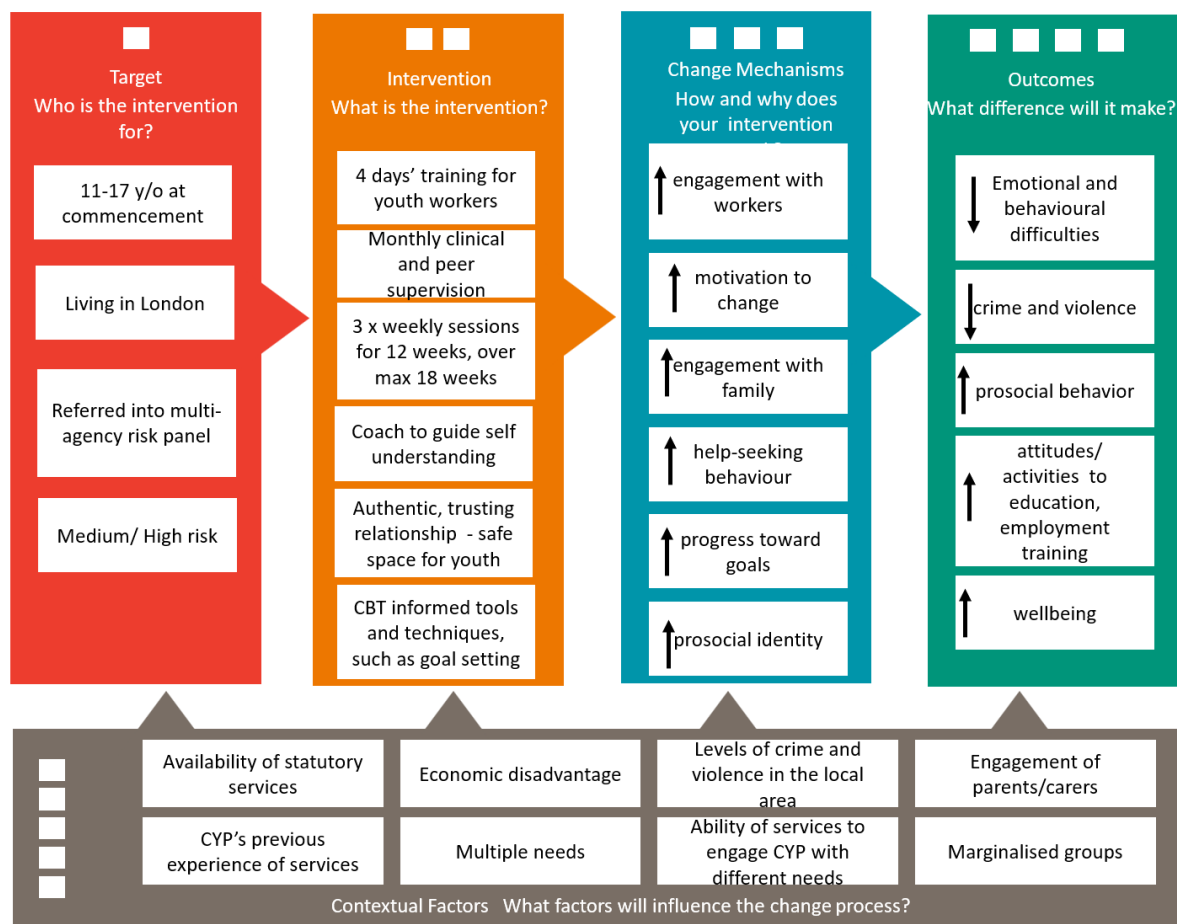 Target
Who is the intervention
for?
11-17 y/o at
commencement
Living in London
Referred into multi-
agency risk panel
Medium/ High risk
Intervention
What is the intervention?
4 days’ training for
youth workers
Monthly clinical
and peer
supervision
3 x weekly sessions
for 12 weeks, over
max 18 weeks
Coach to guide self
understanding
Authentic, trusting
relationship - safe
space for youth
CBT informed tools
and techniques,
such as goal setting
Change Mechanisms
How and why does
your intervention
engagement with
workers
motivation to
change
engagement with
family
help-seeking
behaviour
progress toward
goals
prosocial identity
Outcomes
What difference will it make?
Emotional and
behavioural
difficulties
crime and violence
prosocial behavior
attitudes/
activities to
education,
employment
training
wellbeing
Availability of statutory
services
Economic disadvantage
Levels of crime and
violence in the local
area
Engagement of
parents/carers
CYP’s previous
experience of services
Multiple needs
Ability of services to
engage CYP with
different needs
Marginalised groups
Contextual Factors What factors will influence the change process?